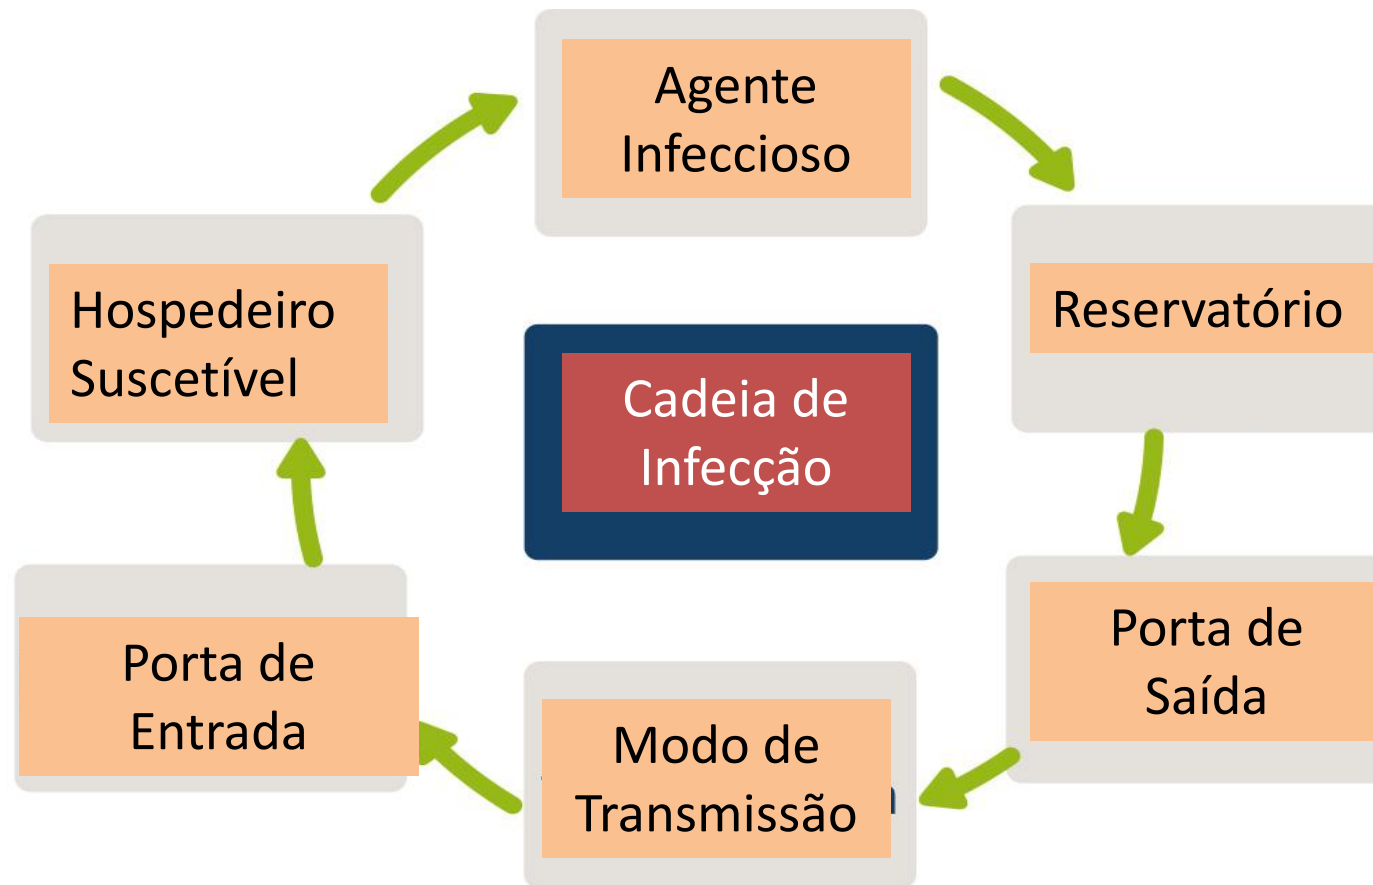 Agente
Infeccioso
Hospedeiro
Suscetível
Reservatório
Cadeia de
Infecção
Porta de
Saída
Porta de
Entrada
Modo de
Transmissão